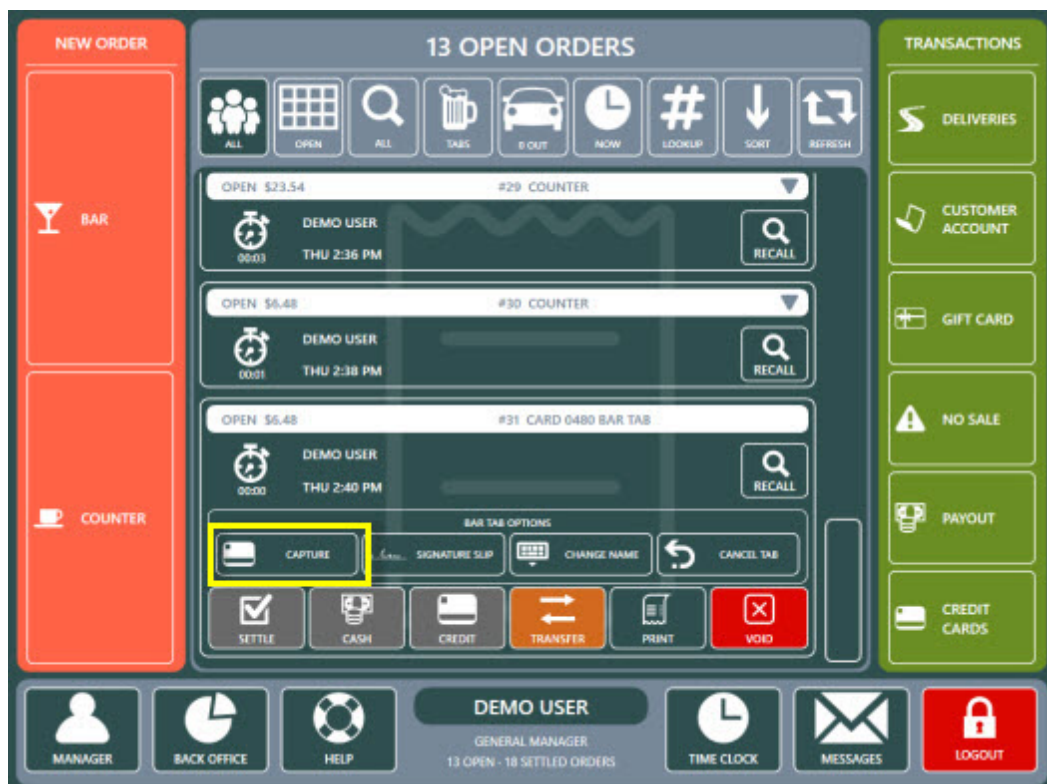 NEW ORDER
BAR
COUNTER
13 OPEN ORDERS
ALL
OPEN
ALL
TABS
0 OUT
NOW
#
LOOKUP
SORT
REFRESH
OPEN $23.54 #29 COUNTER
DEMO USER
00:03
THU 2:36 PM
RECALL
OPEN $6.48 #30 COUNTER
DEMO USER
00:01
THU 2:38 PM
RECALL
OPEN $6.48 #31 CARD 0480 BAR TAB
DEMO USER
00:00
THU 2:40 PM
RECALL
BAR TAB OPTIONS
CAPTURE
SIGNATURE SLIP
CHANGE NAME
CANCEL TAB
SETTLE
CASH
CREDIT
TRANSFER
PRINT
VOID
TRANSACTIONS
DELIVERIES
CUSTOMER
ACCOUNT
GIFT CARD
NO SALE
PAYOUT
CREDIT
CARDS
MANAGER
BACK OFFICE
HELP
DEMO USER
GENERAL MANAGER
13 OPEN - 18 SETTLED ORDERS
TIME CLOCK
MESSAGES
LOGOUT